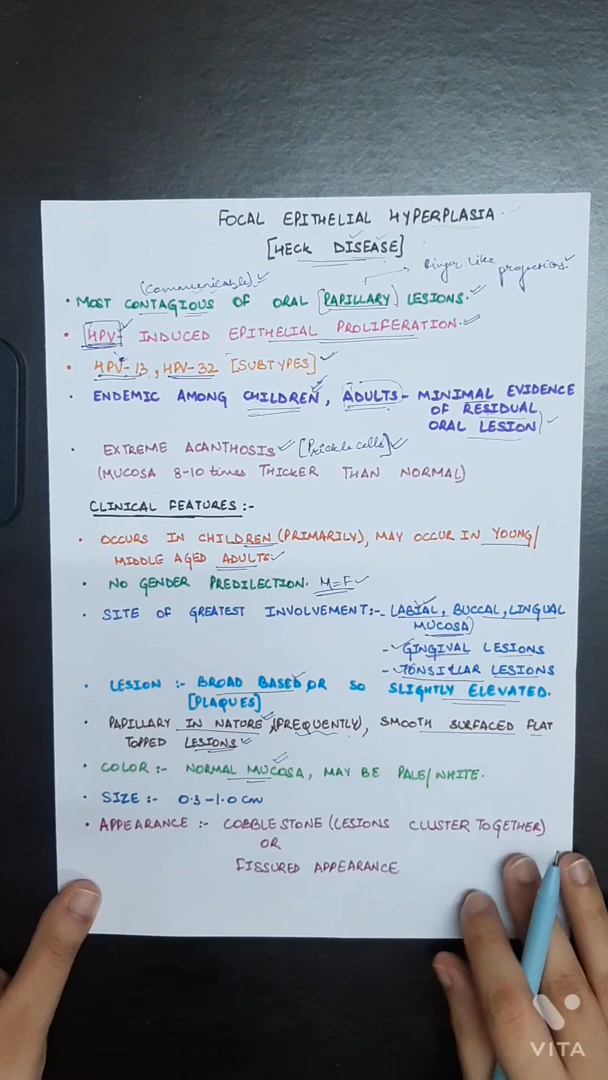 FOCAL EPITHELIAL HYPERPLASIA
[HECK DISEASE]
Finger like projections.
(Communicable)
• MOST CONTAGIOUS OF ORAL [PAPILLARY] LESIONS.
• HPV INDUCED EPITHELIAL PROLIFERATION.
• HPV-13, HPV-32 [SUBTYPES]
• ENDEMIC AMONG CHILDREN, ADULTS - MINIMAL EVIDENCE
OF RESIDUAL
ORAL LESION
• EXTREME ACANTHOSIS [Prickle cells]
(MUCOSA 8-10 times THICKER THAN NORMAL)
CLINICAL FEATURES:-
• OCCURS IN CHILDREN (PRIMARILY), MAY OCCUR IN YOUNG/
MIDDLE AGED ADULTS
• NO GENDER PREDILECTION. M=F
• SITE OF GREATEST INVOLVEMENT:- (LABIAL, BUCCAL, LINGUAL
MUCOSA)
- GINGIVAL LESIONS
- TONSILLAR LESIONS
• LESION :- BROAD BASED OR SO SLIGHTLY ELEVATED.
[PLAQUES]
• PAPILLARY IN NATURE (FREQUENTLY), SMOOTH SURFACED FLAT
TOPPED LESIONS
• COLOR :- NORMAL MUCOSA, MAY BE PALE/WHITE.
• SIZE :- 0.3-1.0 cm
• APPEARANCE :- COBBLESTONE (LESIONS CLUSTER TOGETHER)
OR
FISSURED APPEARANCE
VITA